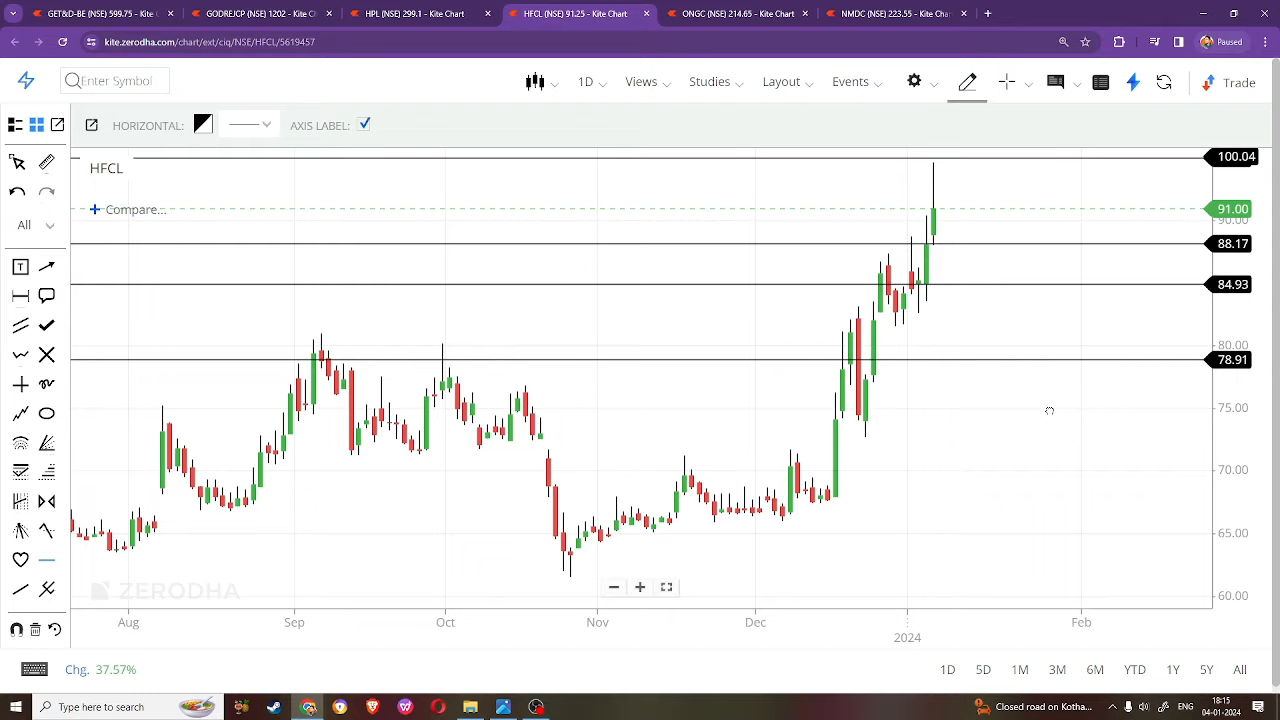 GET&D-BE (NSE) 599.75 - Kite C
GODREJCP (NSE) 1202 - Kite Ch
HPL (NSE) 299.1 - Kite Chart
HFCL (NSE) 91.25 - Kite Chart
ONGC (NSE) 214.65 - Kite Chart
NMDC (NSE) 223.55 - Kite Chart
kite.zerodha.com/chart/ext/ciq/NSE/HFCL/5619457
Paused
Enter Symbol
1D
Views
Studies
Layout
Events
Trade
HORIZONTAL:
AXIS LABEL:
HFCL
Compare...
All
T
100.04
91.00
90.00
88.17
84.93
80.00
78.91
75.00
70.00
65.00
60.00
ZERODHA
Aug
Sep
Oct
Nov
Dec
2024
Feb
Chg. 37.57%
1D
5D
1M
3M
6M
YTD
1Y
5Y
All
Type here to search
Closed road on Kotha...
ENG
18:15
04-01-2024